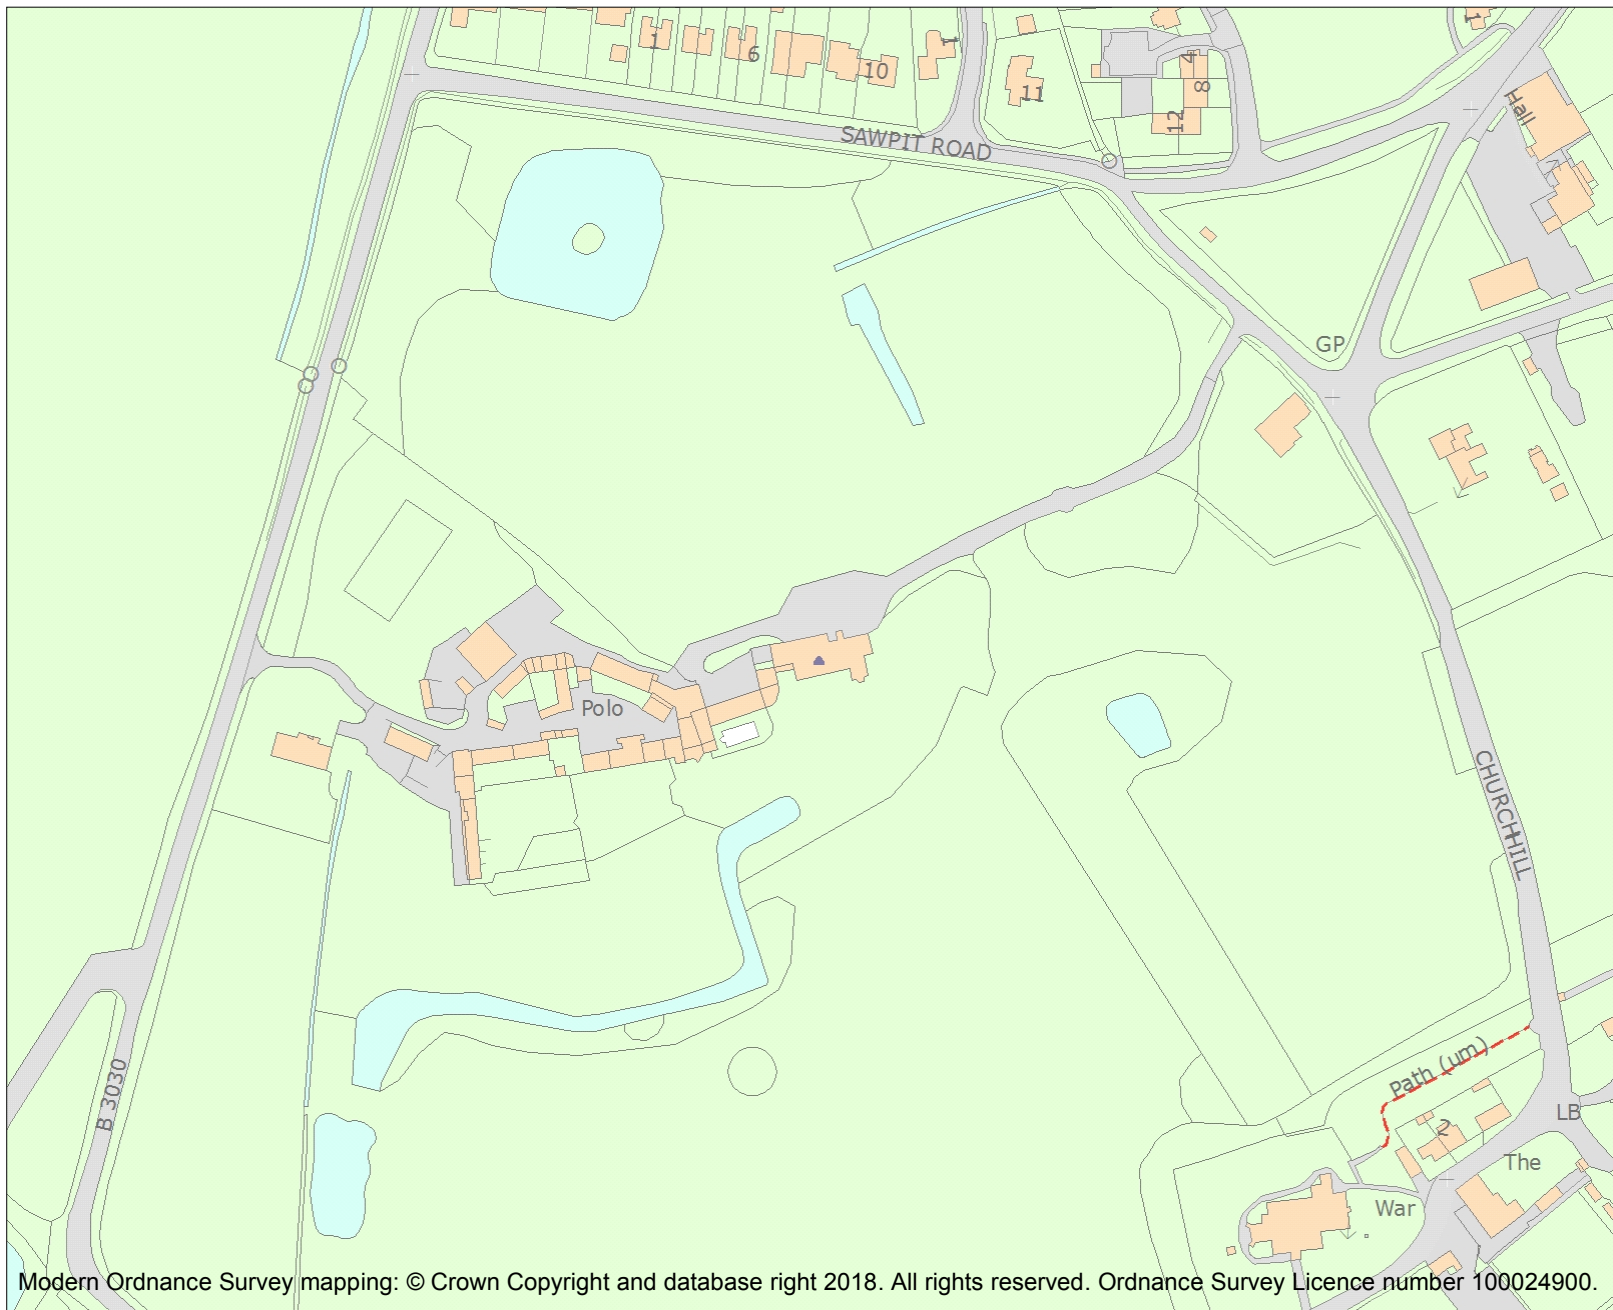 1
6
10
1
11
4
8
12
1
Hall
SAWPIT ROAD
GP
Polo
CHURCH HILL
B 3030
Path (um)
LB
2
The
War
Modern Ordnance Survey mapping: © Crown Copyright and database right 2018. All rights reserved. Ordnance Survey Licence number 100024900.